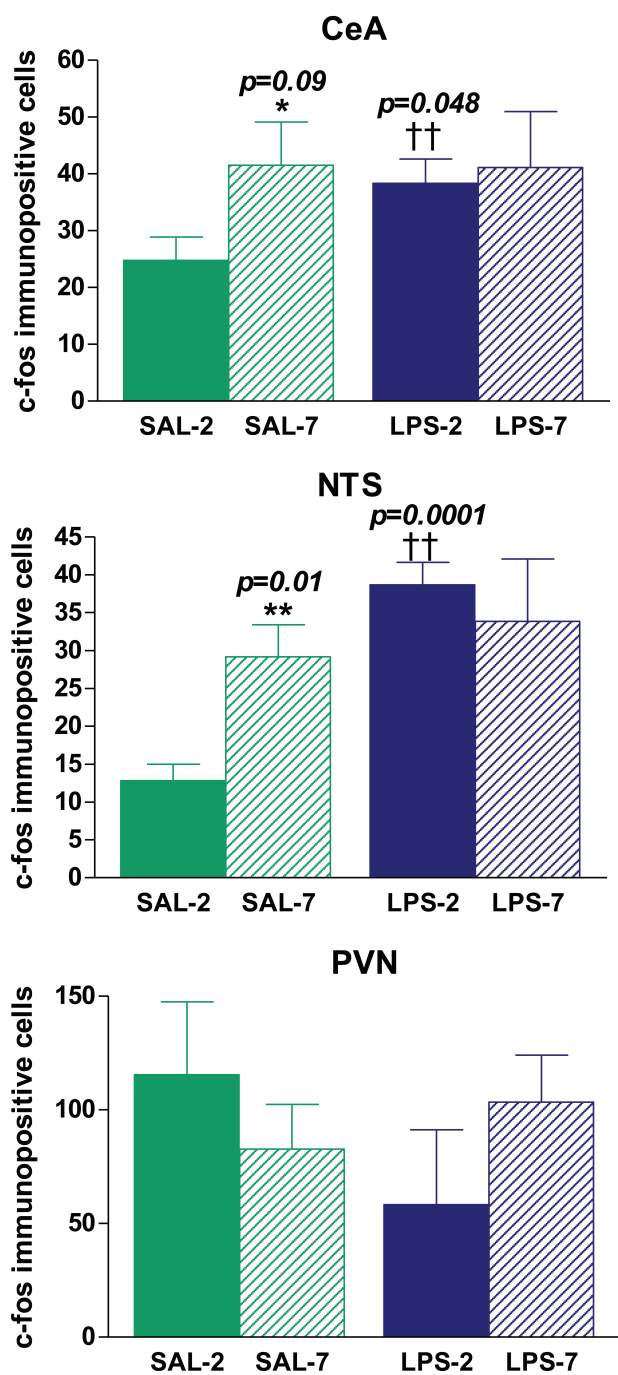 CeA
c-fos immunopositive cells
60
50
40
30
20
10
0
p=0.09
*
p=0.048
††
SAL-2 SAL-7 LPS-2 LPS-7
NTS
c-fos immunopositive cells
45
40
35
30
25
20
15
10
5
0
p=0.01
**
p=0.0001
††
SAL-2 SAL-7 LPS-2 LPS-7
PVN
c-fos immunopositive cells
150
100
50
0
SAL-2 SAL-7 LPS-2 LPS-7